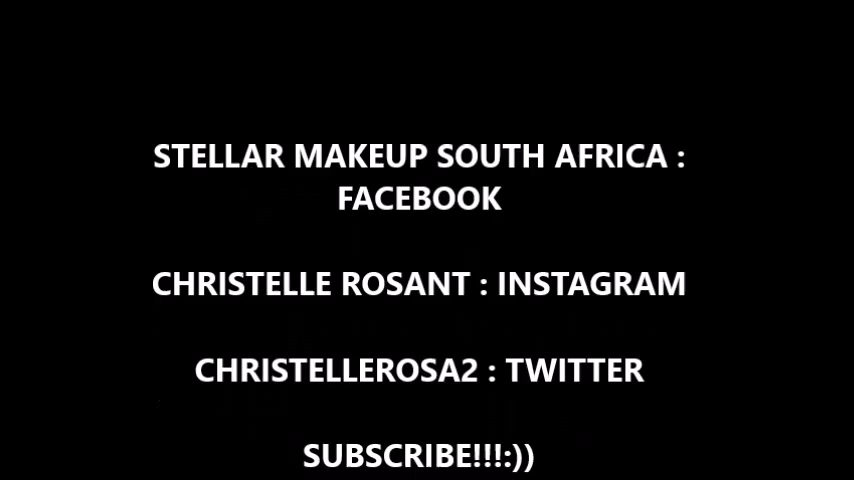 STELLAR MAKEUP SOUTH AFRICA :
FACEBOOK
CHRISTELLE ROSANT : INSTAGRAM
CHRISTELLEROSA2 : TWITTER
SUBSCRIBE!!!:))